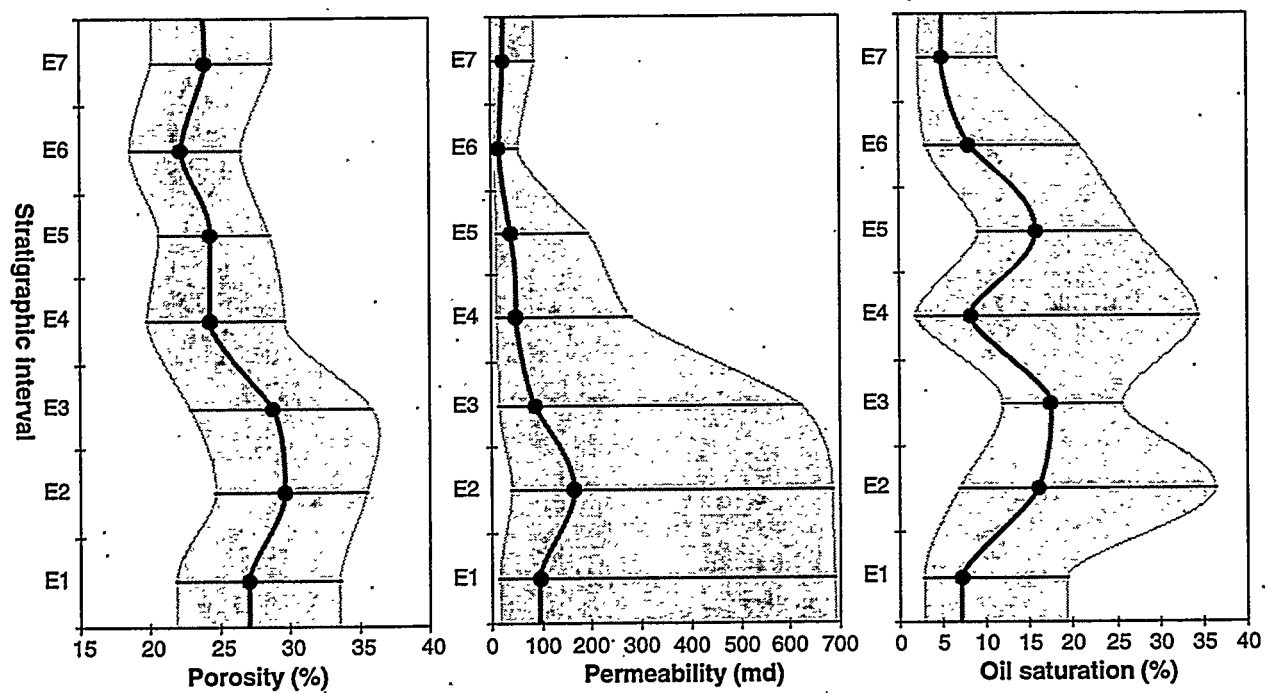 Stratigraphic interval
E7
E6
E5
E4
E3
E2
E1
15 20 25 30 35 40
Porosity (%)
E7
E6
E5
E4
E3
E2
E1
0 100 200 300 400 500 600 700
Permeability (md)
E7
E6
E5
E4
E3
E2
E1
0 5 10 15 20 25 30 35 40
Oil saturation (%)